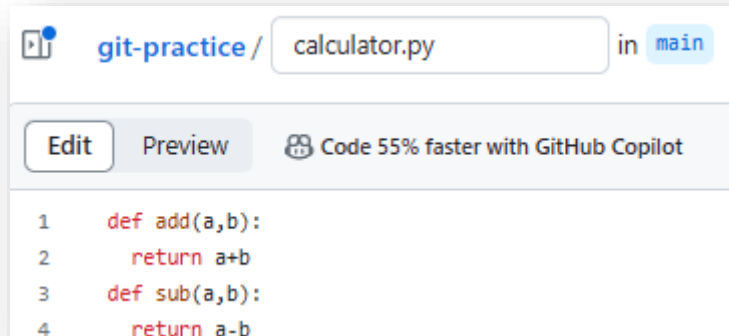 git-practice / calculator.py in main
Edit Preview Code 55% faster with GitHub Copilot
1 def add(a,b):
2 return a+b
3 def sub(a,b):
4 return a-b